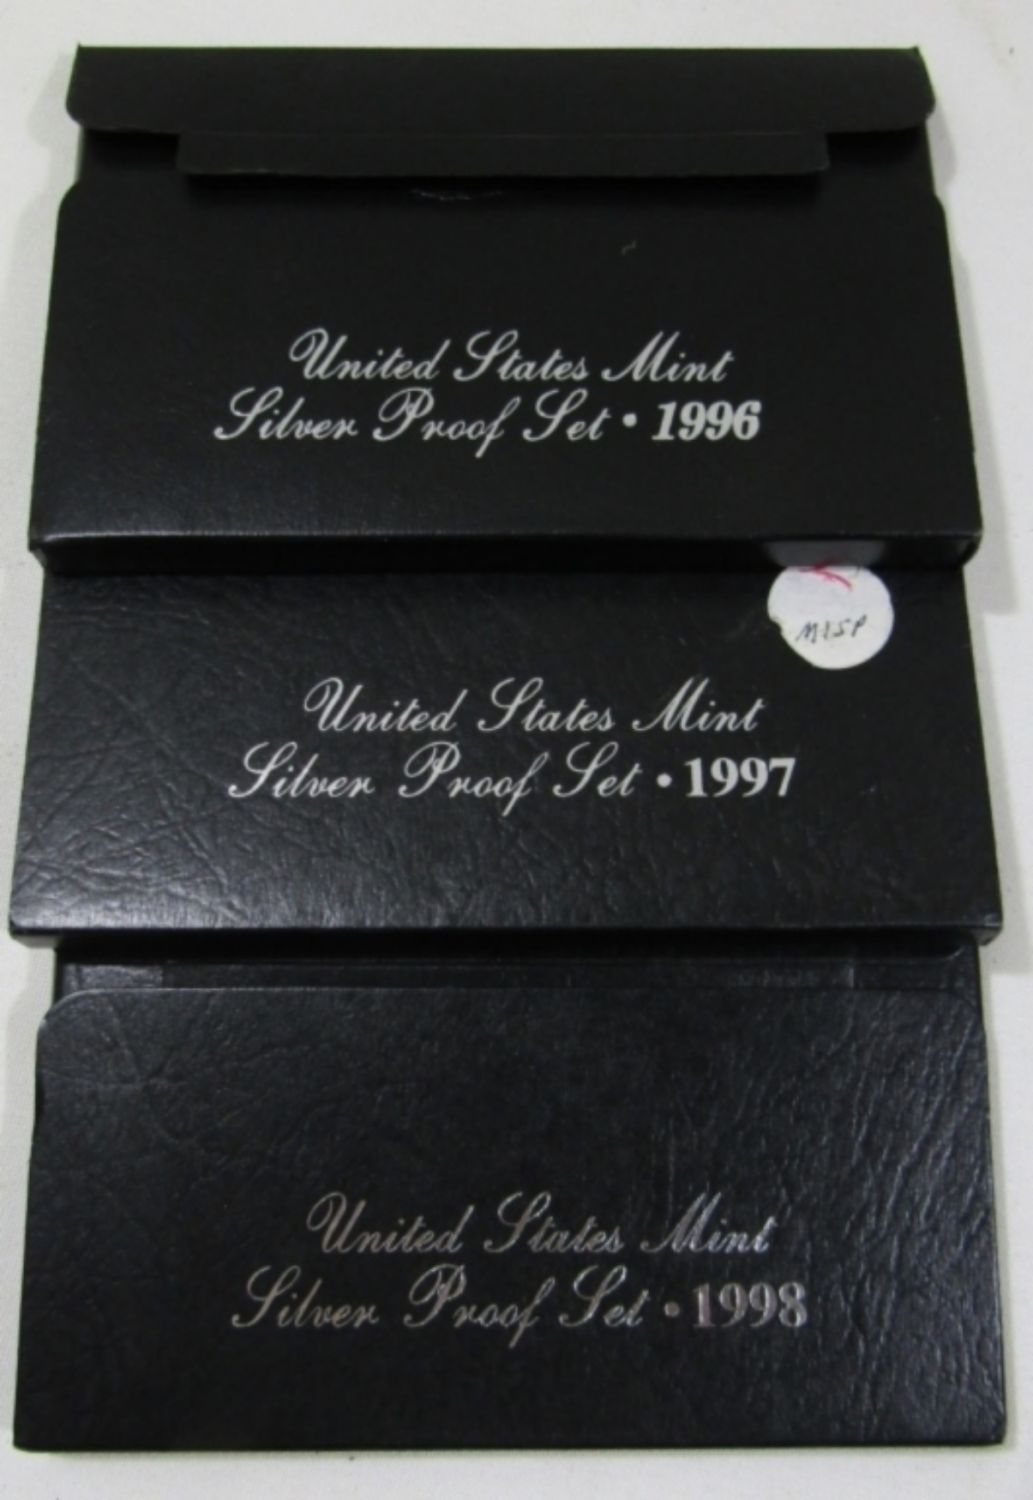 United States Mint
Silver Proof Set • 1996
United States Mint
Silver Proof Set • 1997
United States Mint
Silver Proof Set • 1998